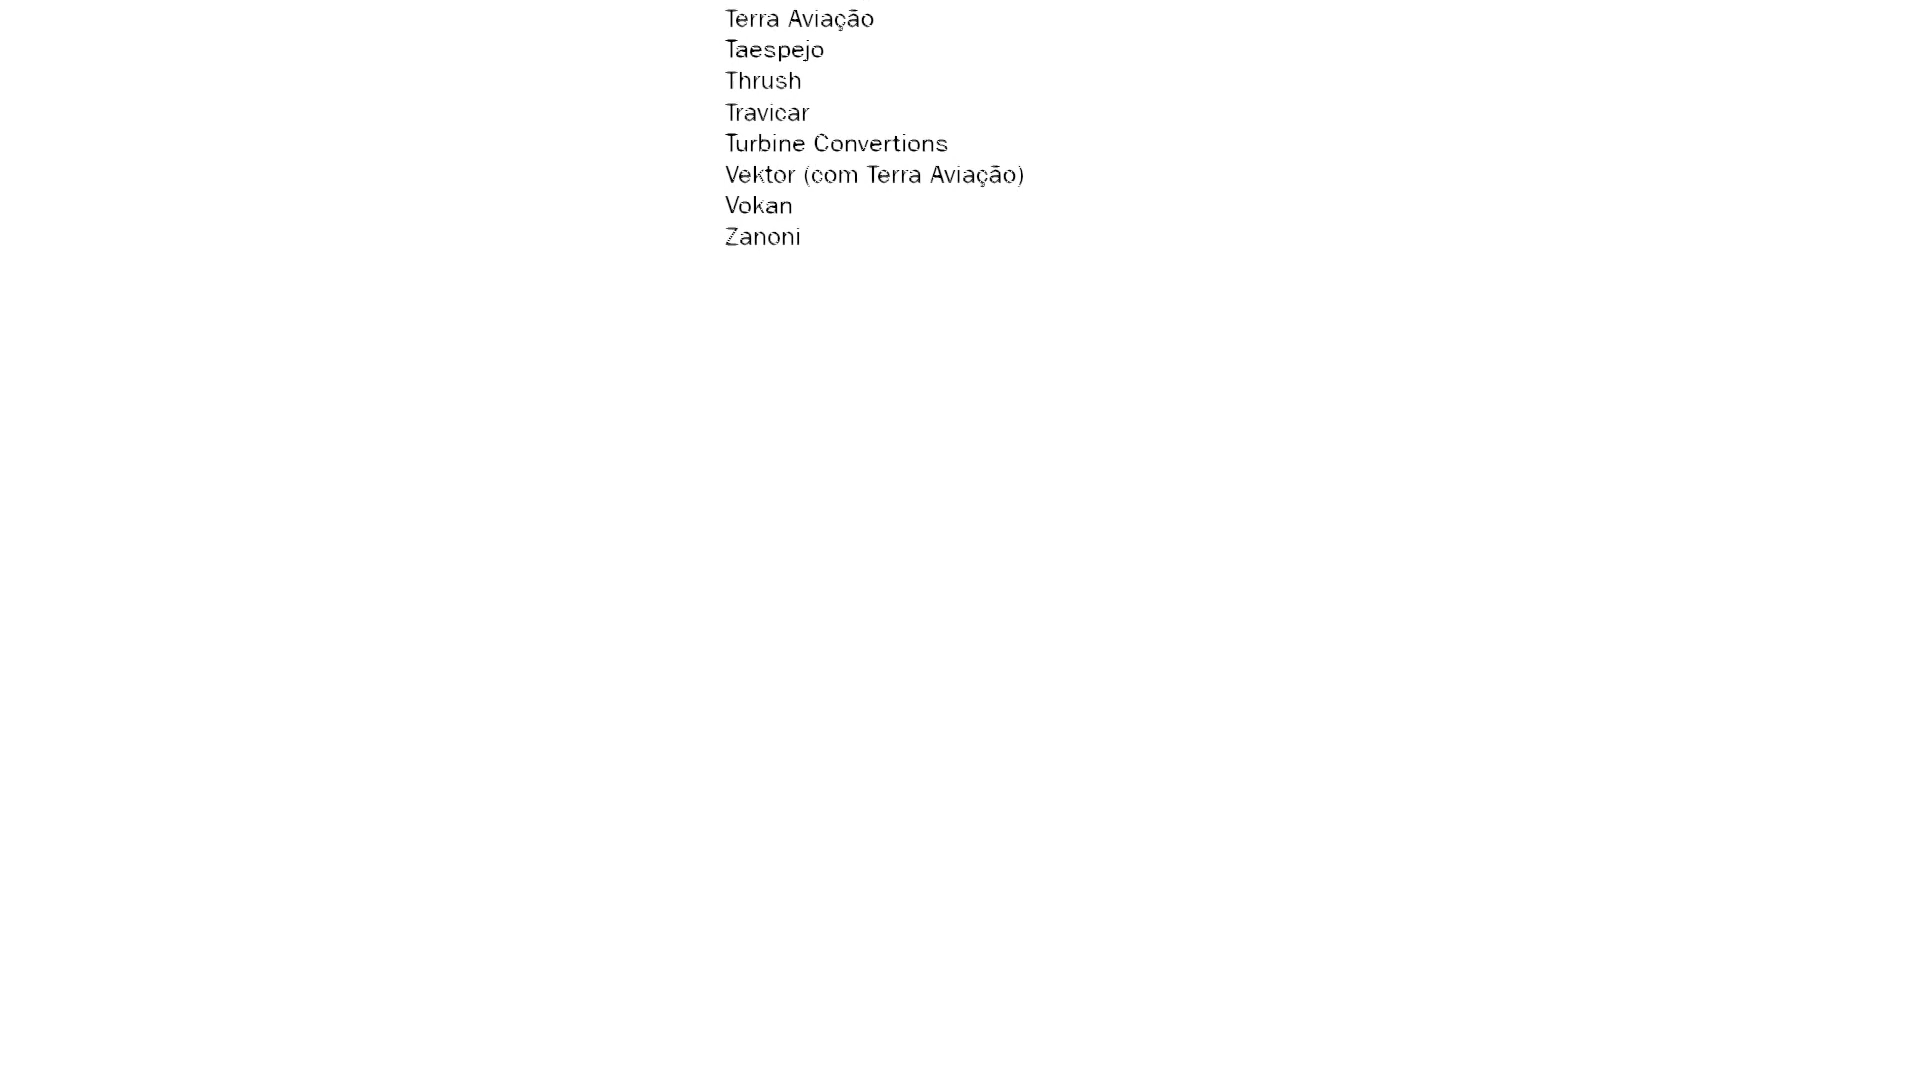 Terra Aviação
Taespejo
Thrush
Travicar
Turbine Convertions
Vektor (com Terra Aviação)
Vokan
Zanoni